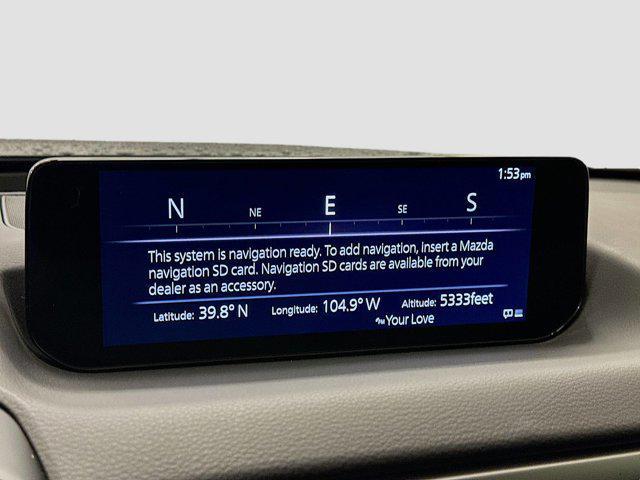 1:53pm
N NE E SE S
This system is navigation ready. To add navigation, insert a Mazda
navigation SD card. Navigation SD cards are available from your
dealer as an accessory.
Latitude: 39.8° N Longitude: 104.9° W Altitude: 5333feet
Your Love